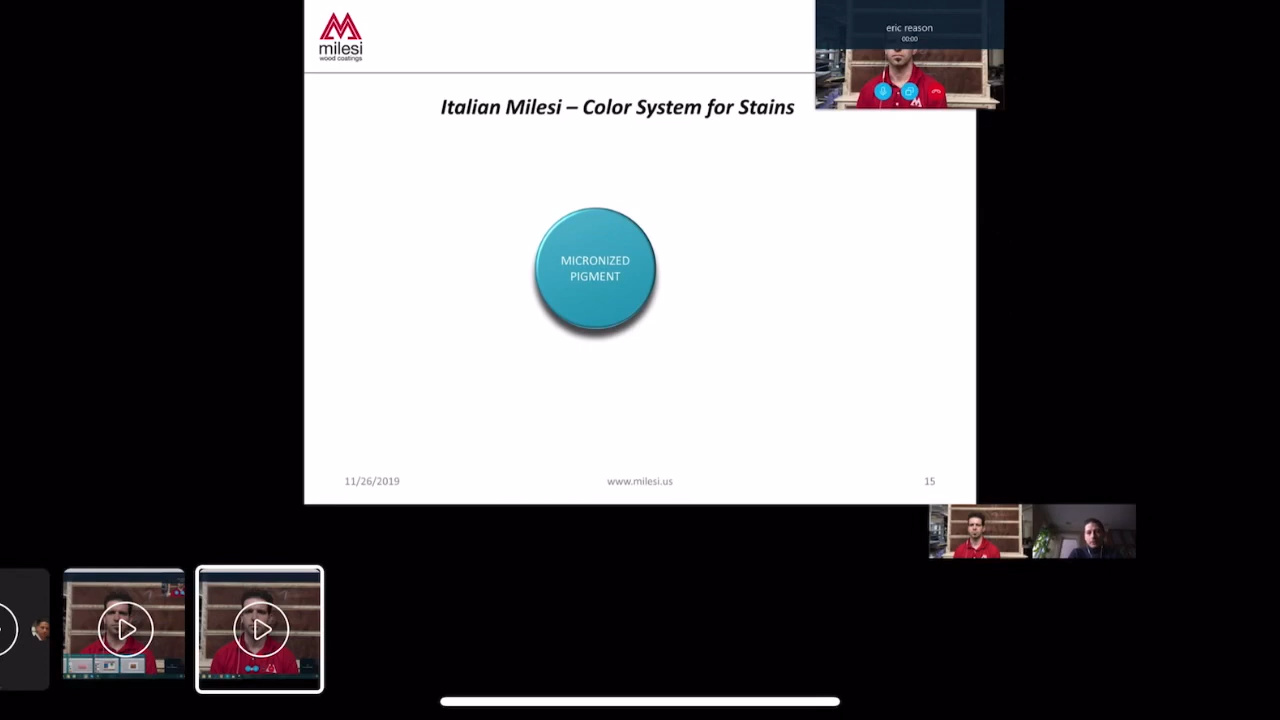 milesi
wood coatings
eric reason
00:00
Italian Milesi – Color System for Stains
MICRONIZED
PIGMENT
11/26/2019
www.milesi.us
15